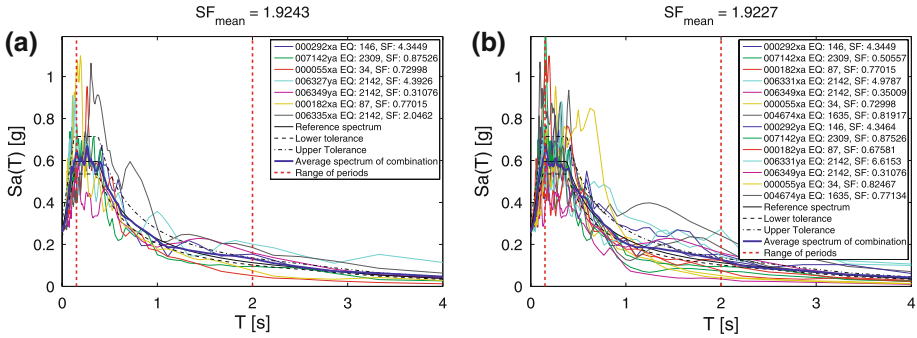 SF_mean = 1.9243
(a)
000292xa EQ: 146, SF: 4.3449
007142ya EQ: 2309, SF: 0.87526
000055xa EQ: 34, SF: 0.72998
006327ya EQ: 2142, SF: 4.3926
006349ya EQ: 2142, SF: 0.31076
000182xa EQ: 87, SF: 0.77015
006335xa EQ: 2142, SF: 2.0462
Reference spectrum
Lower tolerance
Upper Tolerance
Average spectrum of combination
Range of periods
Sa(T) [g]
1
0.8
0.6
0.4
0.2
0
0 1 2 3 4
T [s]
SF_mean = 1.9227
(b)
000292xa EQ: 146, SF: 4.3449
007142xa EQ: 2309, SF: 0.50557
000182xa EQ: 87, SF: 0.77015
006331ya EQ: 2142, SF: 4.9787
006349xa EQ: 2142, SF: 0.35009
000055xa EQ: 34, SF: 0.72998
004674xa EQ: 1635, SF: 0.81917
000292ya EQ: 146, SF: 4.3464
007142ya EQ: 2309, SF: 0.87526
000182ya EQ: 87, SF: 0.67581
006331ya EQ: 2142, SF: 6.6153
006349ya EQ: 2142, SF: 0.31076
000055ya EQ: 34, SF: 0.82467
004674ya EQ: 1635, SF: 0.77134
Reference spectrum
Lower tolerance
Upper Tolerance
Average spectrum of combination
Range of periods
Sa(T) [g]
1
0.8
0.6
0.4
0.2
0
0 1 2 3 4
T [s]